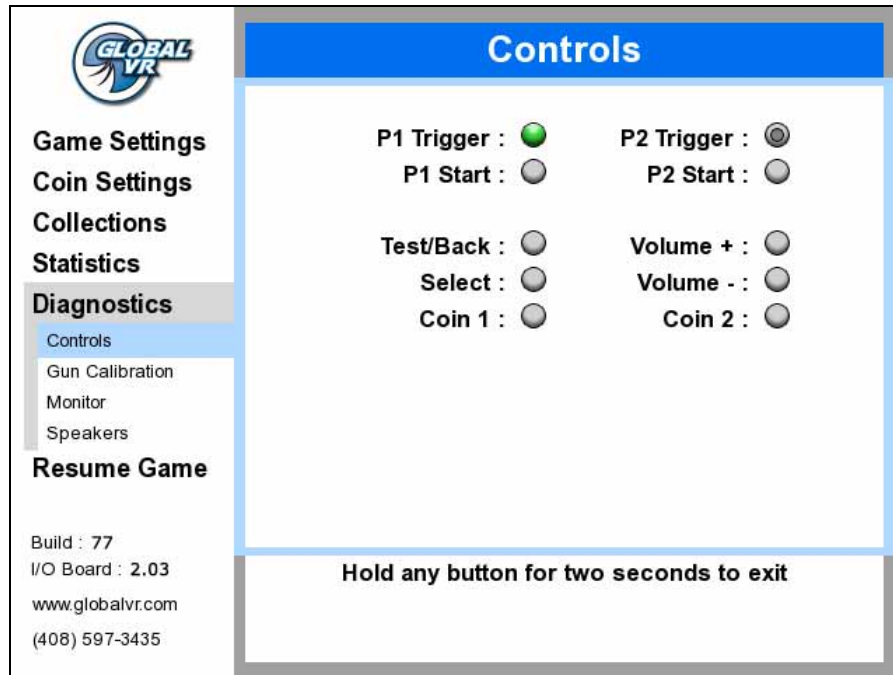 GLOBAL
VR
Game Settings
Coin Settings
Collections
Statistics
Diagnostics
Controls
Gun Calibration
Monitor
Speakers
Resume Game
Build : 77
I/O Board : 2.03
www.globalvr.com
(408) 597-3435
Controls
P1 Trigger : P2 Trigger :
P1 Start : P2 Start :
Test/Back : Volume + :
Select : Volume - :
Coin 1 : Coin 2 :
Hold any button for two seconds to exit